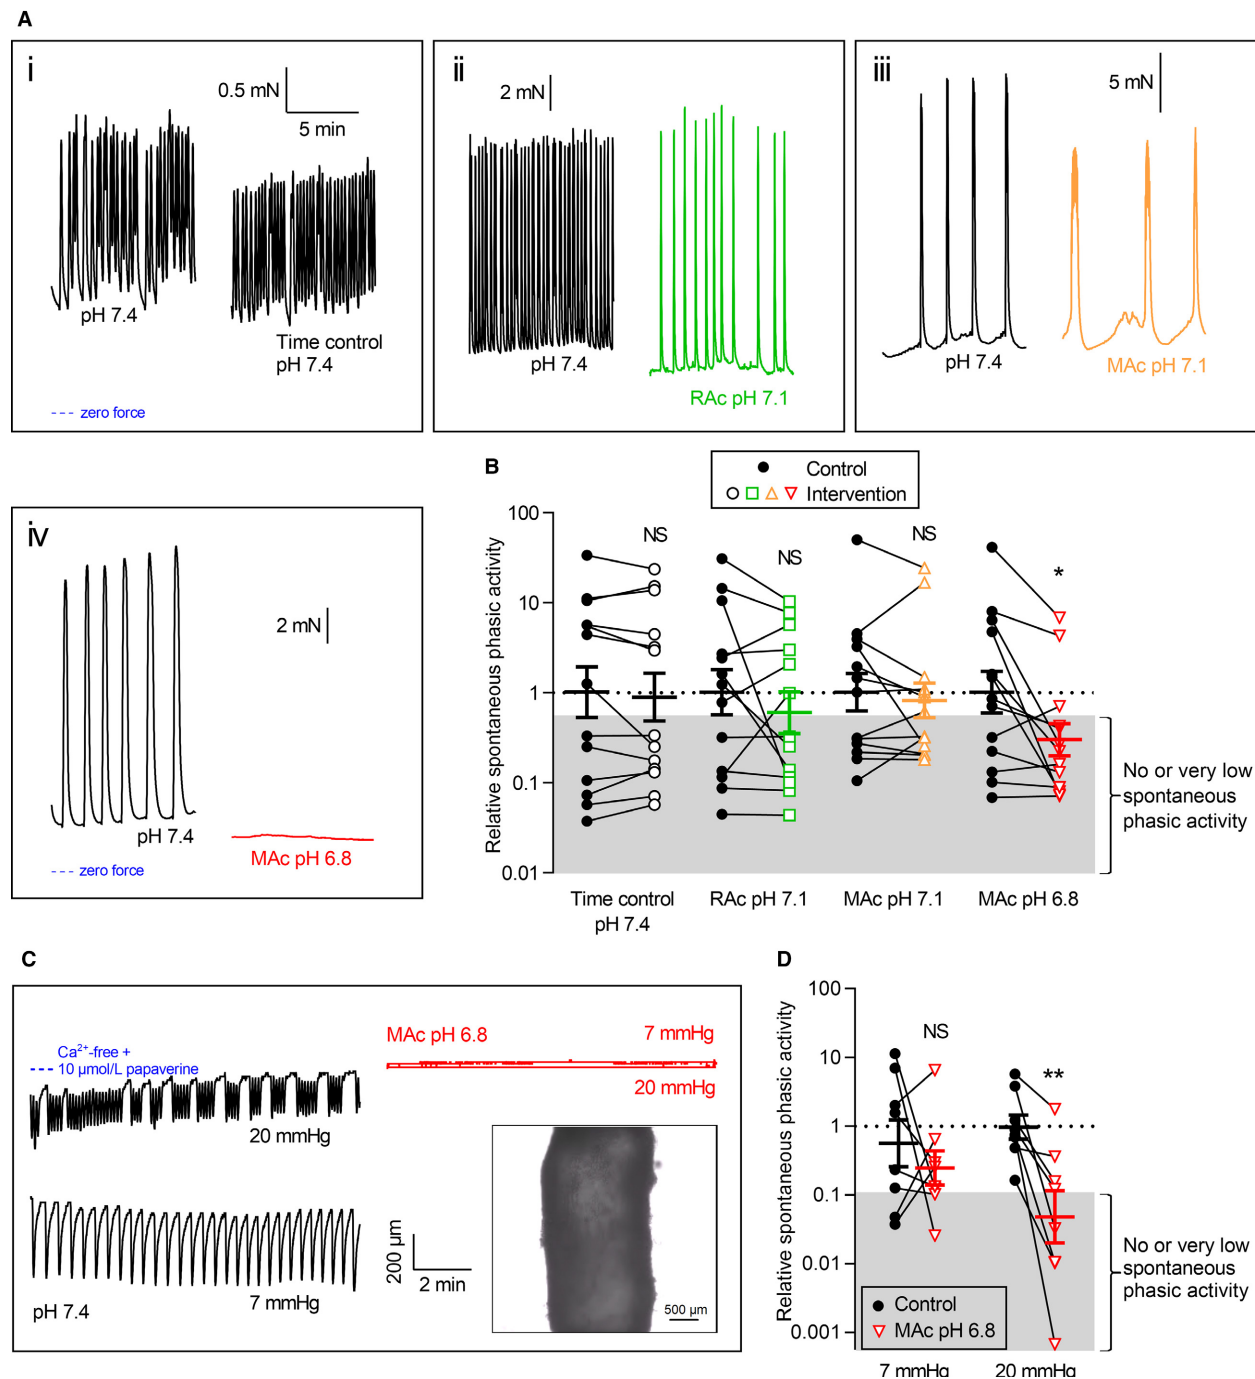 A
i
0.5 mN
5 min
pH 7.4
Time control
pH 7.4
--- zero force
ii
2 mN
pH 7.4
RAc pH 7.1
iii
5 mN
pH 7.4
MAc pH 7.1
iv
2 mN
pH 7.4
MAc pH 6.8
--- zero force
B
Control
Intervention
Relative spontaneous phasic activity
100
10
1
0.1
0.01
NS
NS
NS
*
No or very low
spontaneous
phasic activity
Time control
pH 7.4
RAc pH 7.1
MAc pH 7.1
MAc pH 6.8
C
Ca2+-free +
10 µmol/L papaverine
20 mmHg
7 mmHg
pH 7.4
MAc pH 6.8
7 mmHg
20 mmHg
200 µm
2 min
500 µm
D
Relative spontaneous phasic activity
100
10
1
0.1
0.01
0.001
NS
**
No or very low
spontaneous
phasic activity
Control
MAc pH 6.8
7 mmHg
20 mmHg